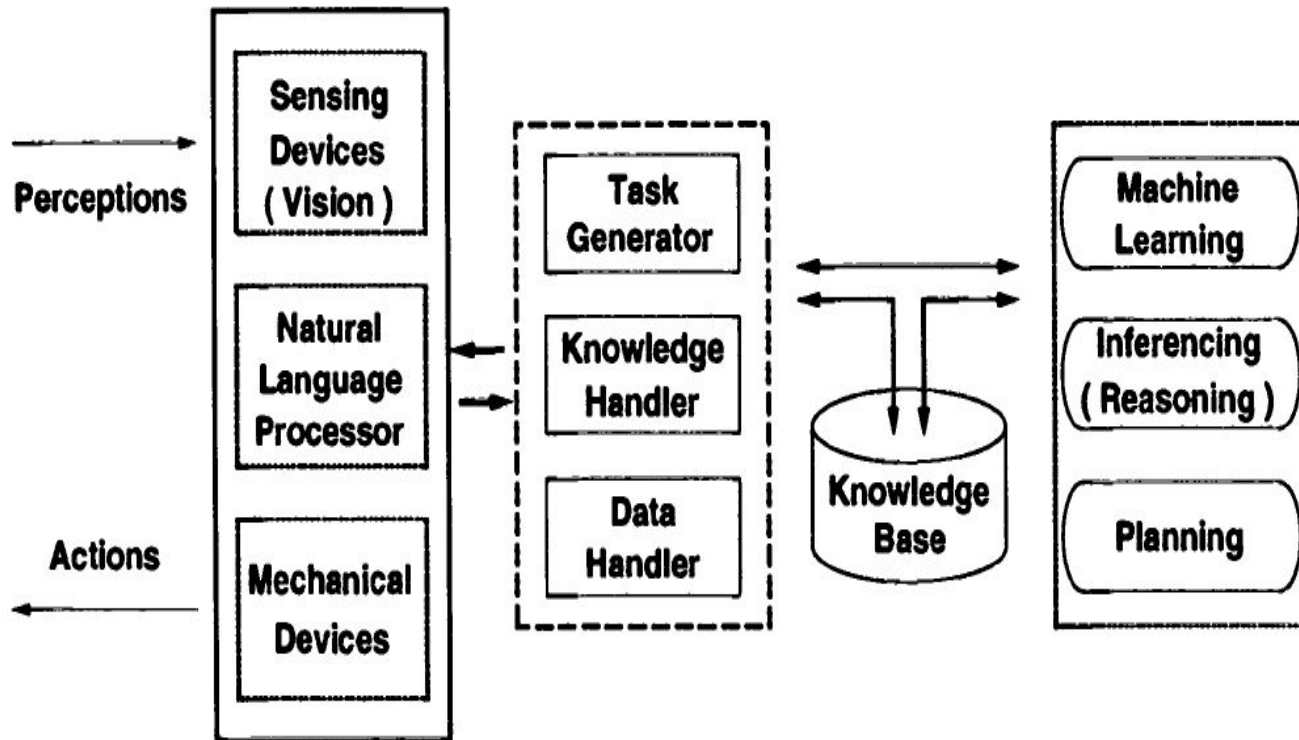 Perceptions
Actions
Sensing
Devices
( Vision )
Natural
Language
Processor
Mechanical
Devices
Task
Generator
Knowledge
Handler
Data
Handler
Knowledge
Base
Machine
Learning
Inferencing
( Reasoning )
Planning